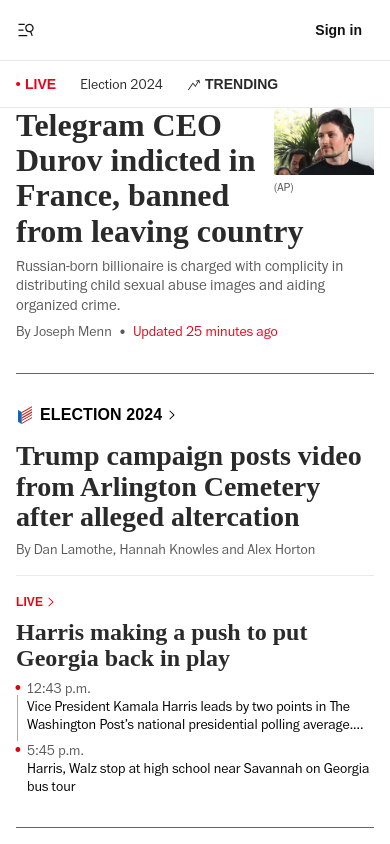 Sign in
LIVE
Election 2024
TRENDING
Telegram CEO
Durov indicted in
France, banned
from leaving country
(AP)
Russian-born billionaire is charged with complicity in
distributing child sexual abuse images and aiding
organized crime.
By Joseph Menn • Updated 25 minutes ago
ELECTION 2024
Trump campaign posts video
from Arlington Cemetery
after alleged altercation
By Dan Lamothe, Hannah Knowles and Alex Horton
LIVE
Harris making a push to put
Georgia back in play
12:43 p.m.
Vice President Kamala Harris leads by two points in The
Washington Post's national presidential polling average....
5:45 p.m.
Harris, Walz stop at high school near Savannah on Georgia
bus tour